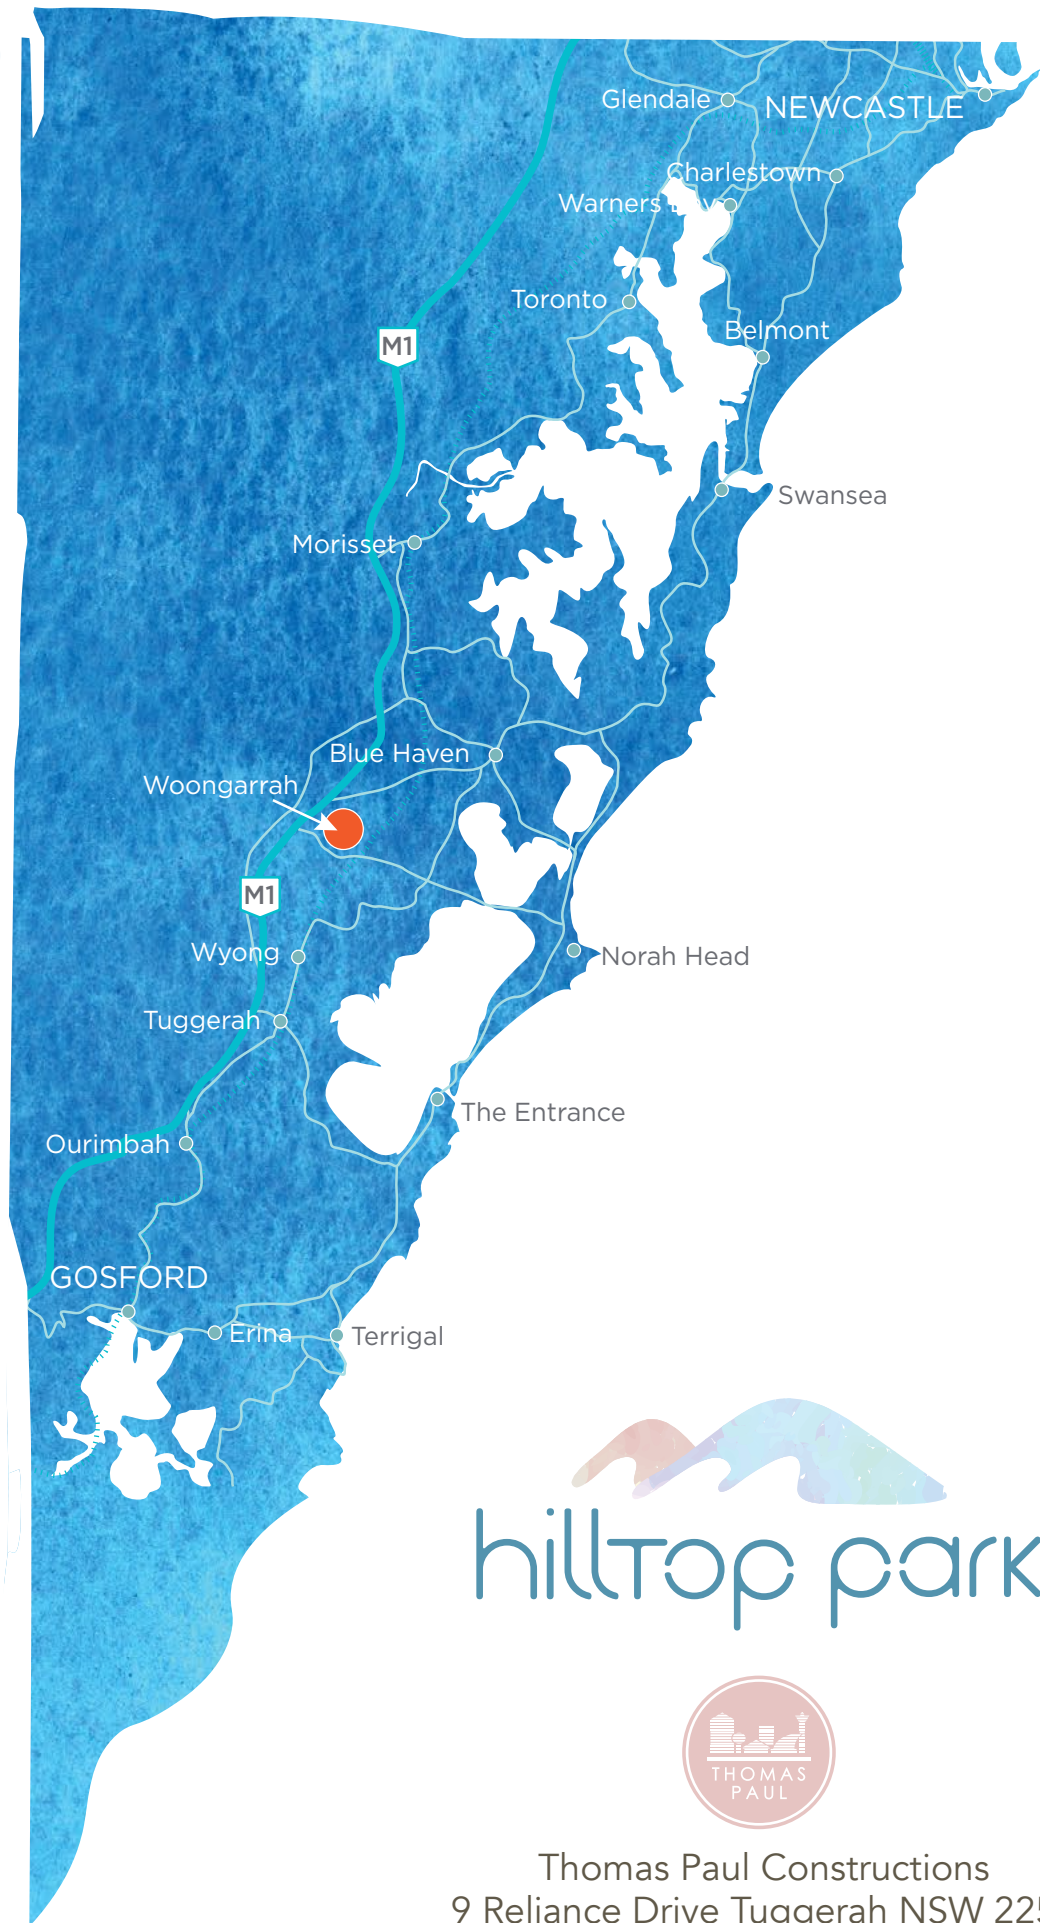 Glendale
NEWCASTLE
Charlestown
Warners Bay
Toronto
Belmont
M1
Swansea
Morisset
Blue Haven
Woongarrah
M1
Wyong
Norah Head
Tuggerah
The Entrance
Ourimbah
GOSFORD
Erina
Terrigal
hilltop park
THOMAS
PAUL
Thomas Paul Constructions
9 Reliance Drive Tuggerah NSW